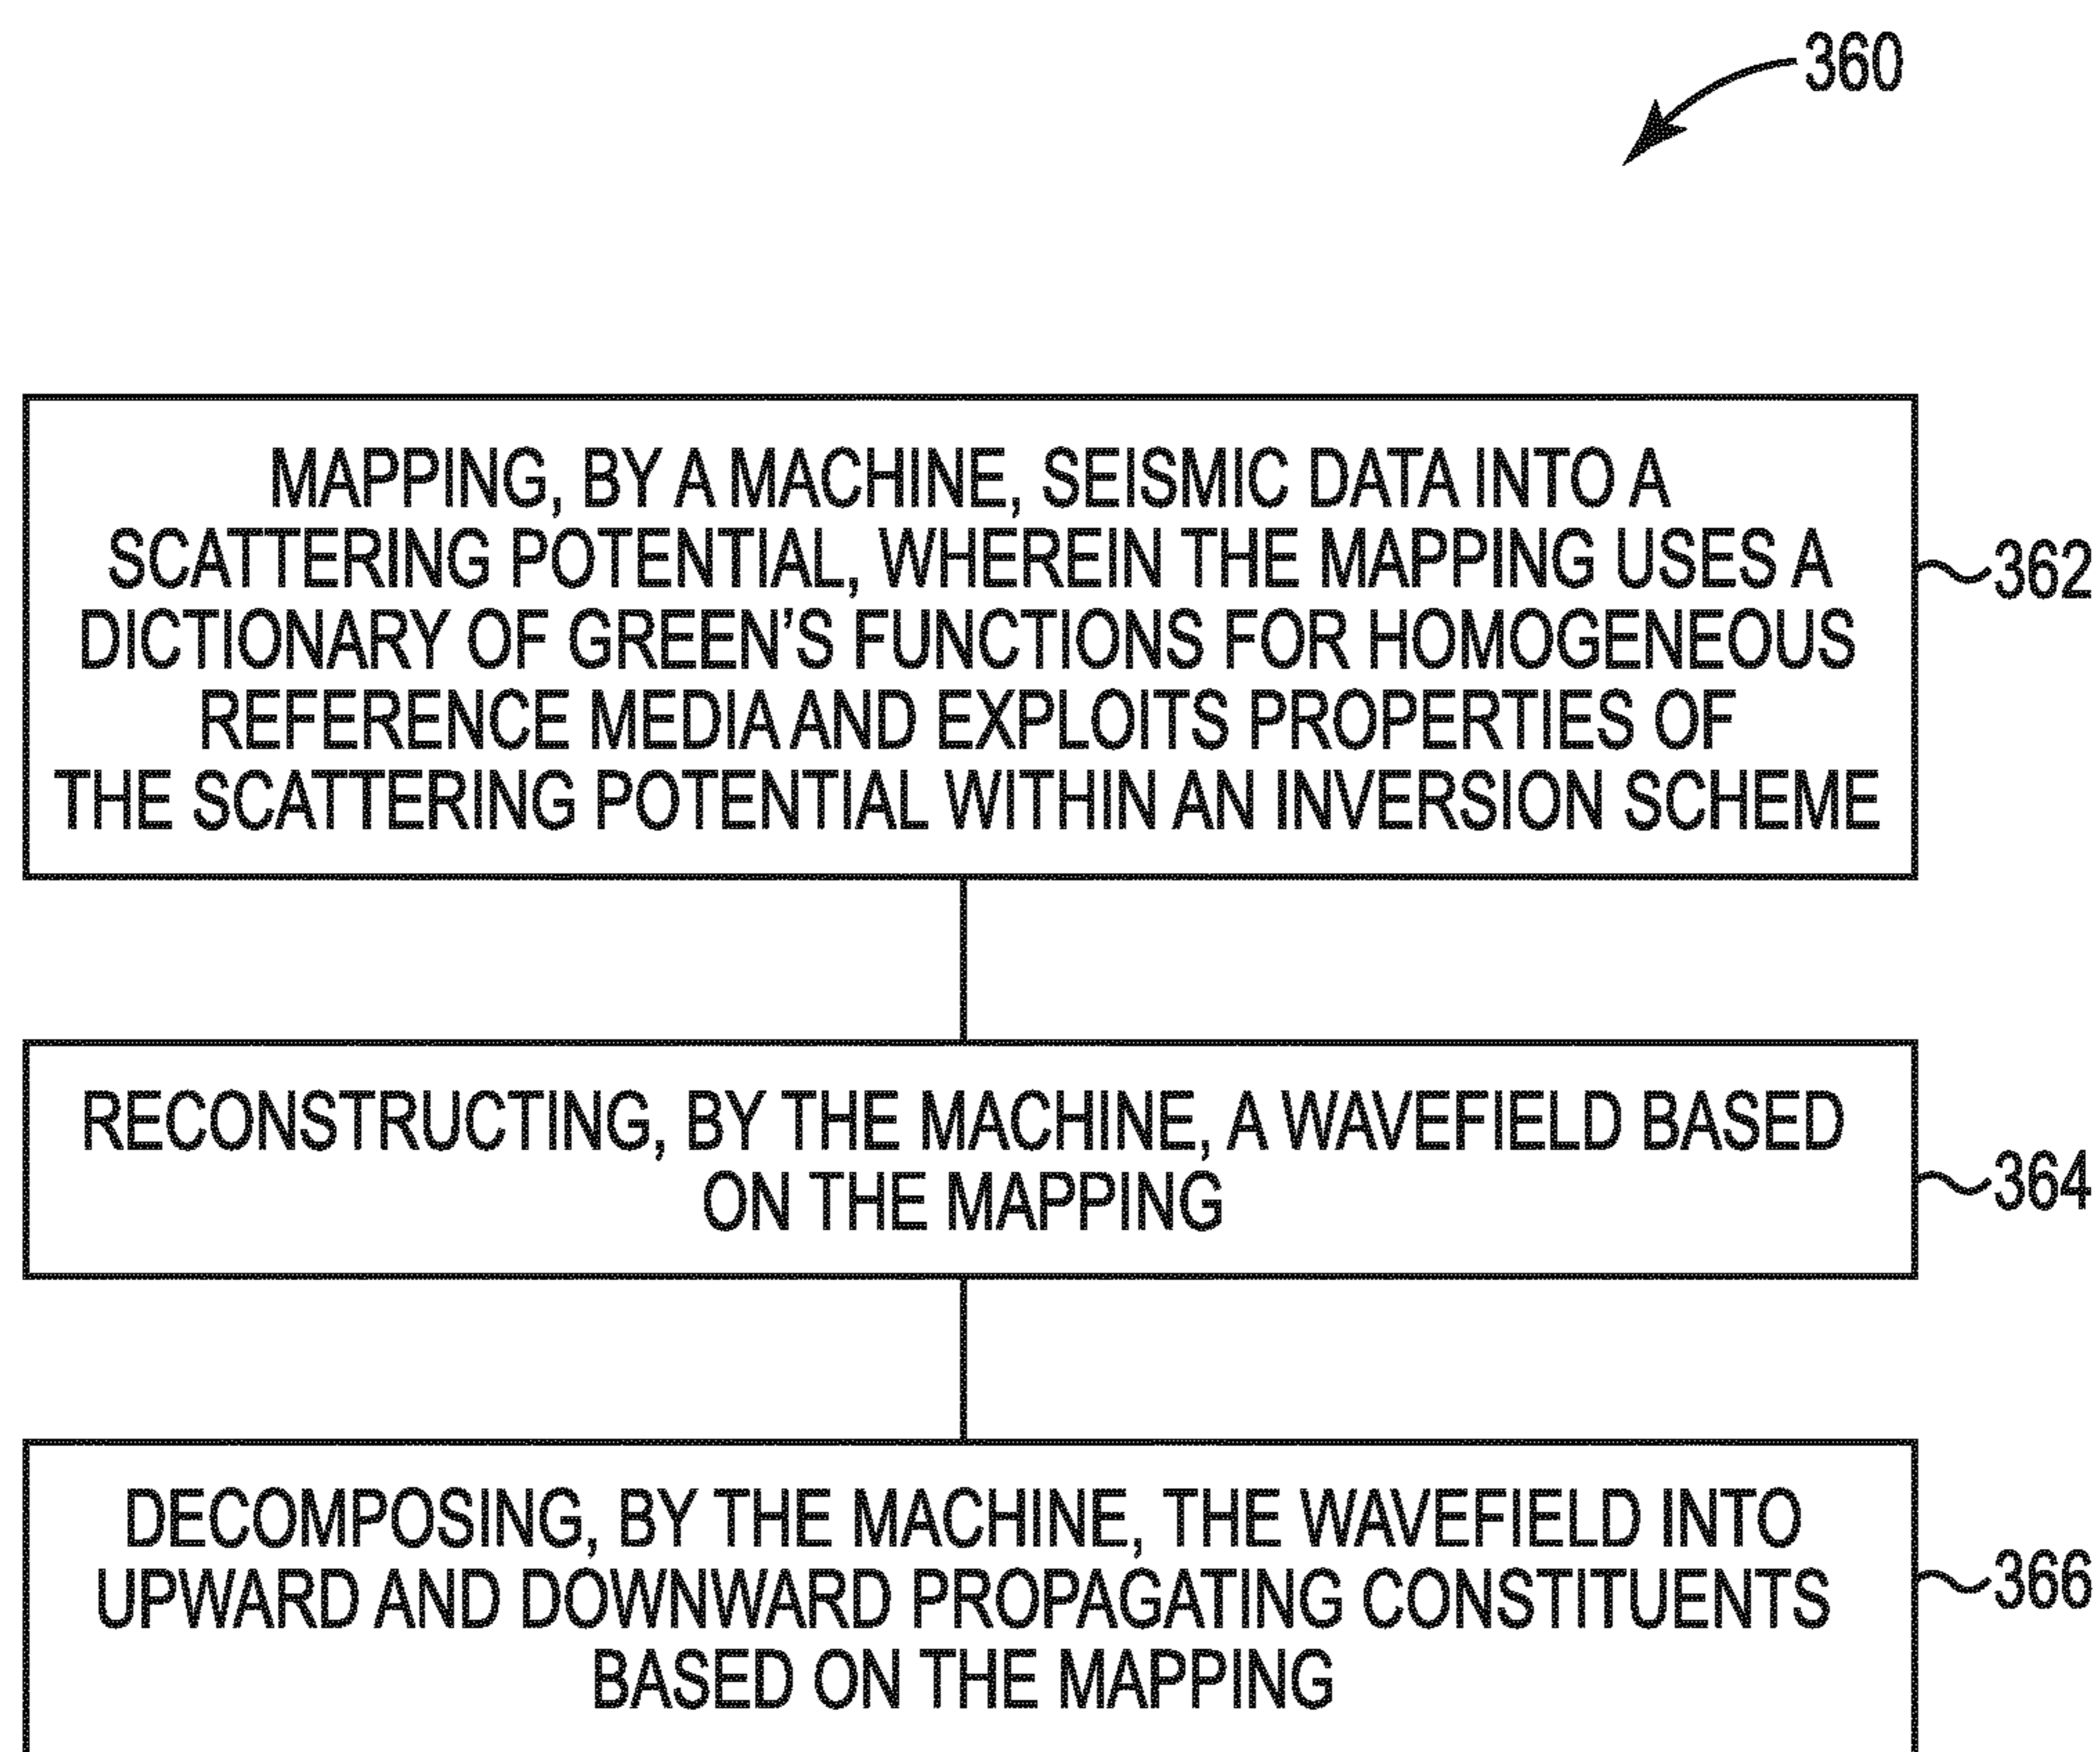 360
MAPPING, BY A MACHINE, SEISMIC DATA INTO A
SCATTERING POTENTIAL, WHEREIN THE MAPPING USES A
DICTIONARY OF GREEN’S FUNCTIONS FOR HOMOGENEOUS
REFERENCE MEDIA AND EXPLOITS PROPERTIES OF
THE SCATTERING POTENTIAL WITHIN AN INVERSION SCHEME
362
RECONSTRUCTING, BY THE MACHINE, A WAVEFIELD BASED
ON THE MAPPING
364
DECOMPOSING, BY THE MACHINE, THE WAVEFIELD INTO
UPWARD AND DOWNWARD PROPAGATING CONSTITUENTS
BASED ON THE MAPPING
366